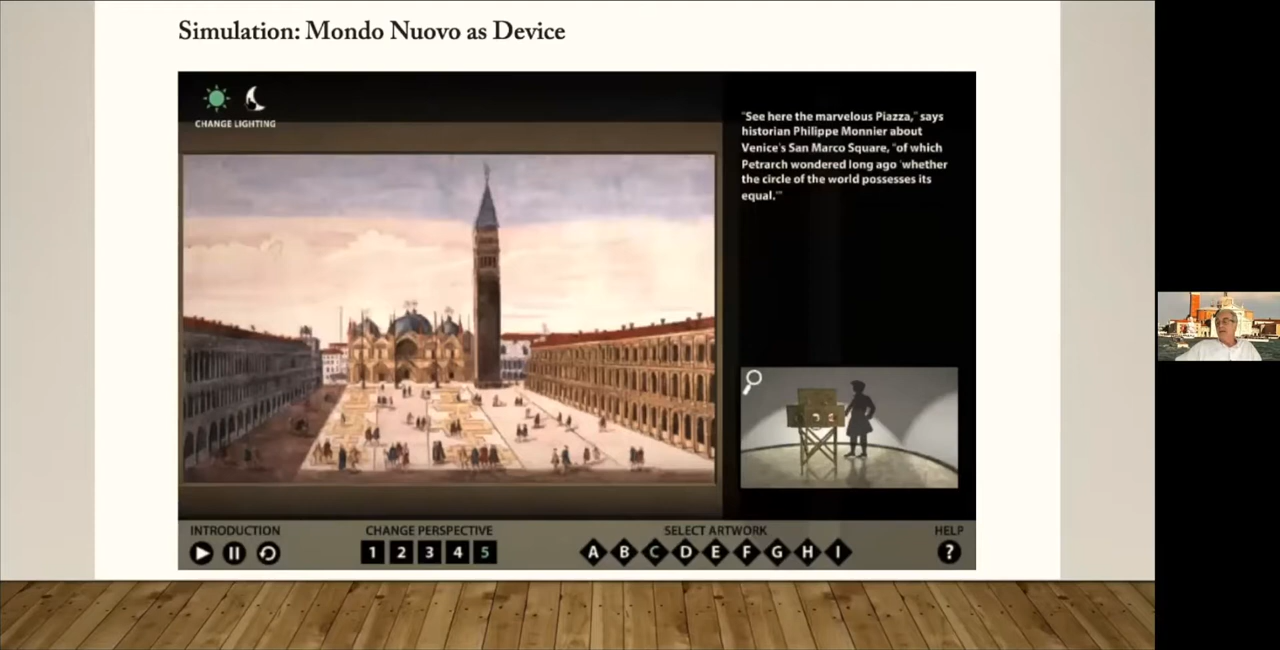 Simulation: Mondo Nuovo as Device
CHANGE LIGHTING
"See here the marvelous Piazza," says
historian Philippe Monnier about
Venice's San Marco Square, "of which
Petrarch wondered long ago 'whether
the circle of the world possesses its
equal.'"
INTRODUCTION
CHANGE PERSPECTIVE
1 2 3 4 5
SELECT ARTWORK
A B C D E F G H I
HELP
?